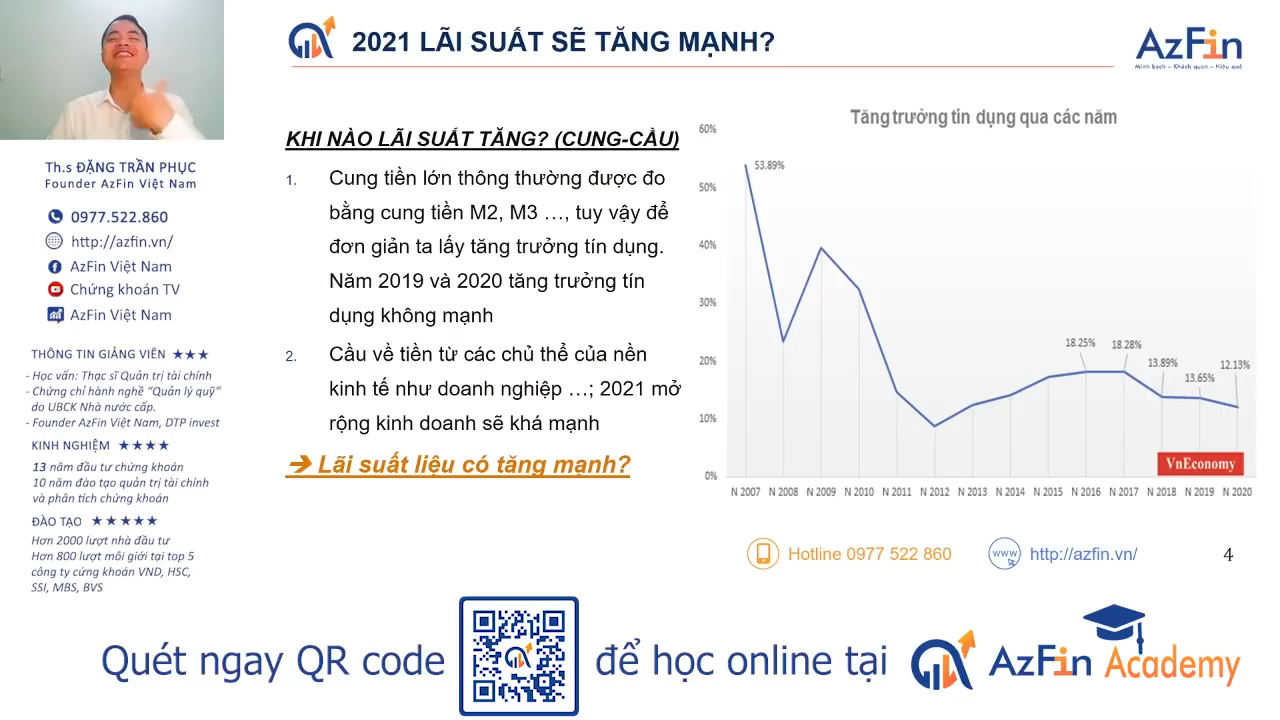 2021 LÃI SUẤT SẼ TĂNG MẠNH?
AzFin
Minh bạch – Khách quan – Hiệu quả
Th.s ĐẶNG TRẦN PHỤC
Founder AzFin Việt Nam
0977.522.860
http://azfin.vn/
AzFin Việt Nam
Chứng khoán TV
AzFin Việt Nam
THÔNG TIN GIẢNG VIÊN ★★★
- Học vấn: Thạc sĩ Quản trị tài chính
- Chứng chỉ hành nghề "Quản lý quỹ"
do UBCK Nhà nước cấp.
- Founder AzFin Việt Nam, DTP invest
KINH NGHIỆM ★★★★
13 năm đầu tư chứng khoán
10 năm đào tạo quản trị tài chính
và phân tích chứng khoán
ĐÀO TẠO ★★★★★
Hơn 2000 lượt nhà đầu tư
Hơn 800 lượt môi giới tại top 5
công ty cứng khoán VND, HSC,
SSI, MBS, BVS
KHI NÀO LÃI SUẤT TĂNG? (CUNG-CẦU)
1. Cung tiền lớn thông thường được đo
bằng cung tiền M2, M3 …, tuy vậy để
đơn giản ta lấy tăng trưởng tín dụng.
Năm 2019 và 2020 tăng trưởng tín
dụng không mạnh
2. Cầu về tiền từ các chủ thể của nền
kinh tế như doanh nghiệp …; 2021 mở
rộng kinh doanh sẽ khá mạnh
➔ Lãi suất liệu có tăng mạnh?
Tăng trưởng tín dụng qua các năm
60%
50%
40%
30%
20%
10%
0%
53.89%
18.25%
18.28%
13.89%
13.65%
12.13%
VnEconomy
N 2007 N 2008 N 2009 N 2010 N 2011 N 2012 N 2013 N 2014 N 2015 N 2016 N 2017 N 2018 N 2019 N 2020
Hotline 0977 522 860
www
http://azfin.vn/
4
Quét ngay QR code để học online tại AzFin Academy